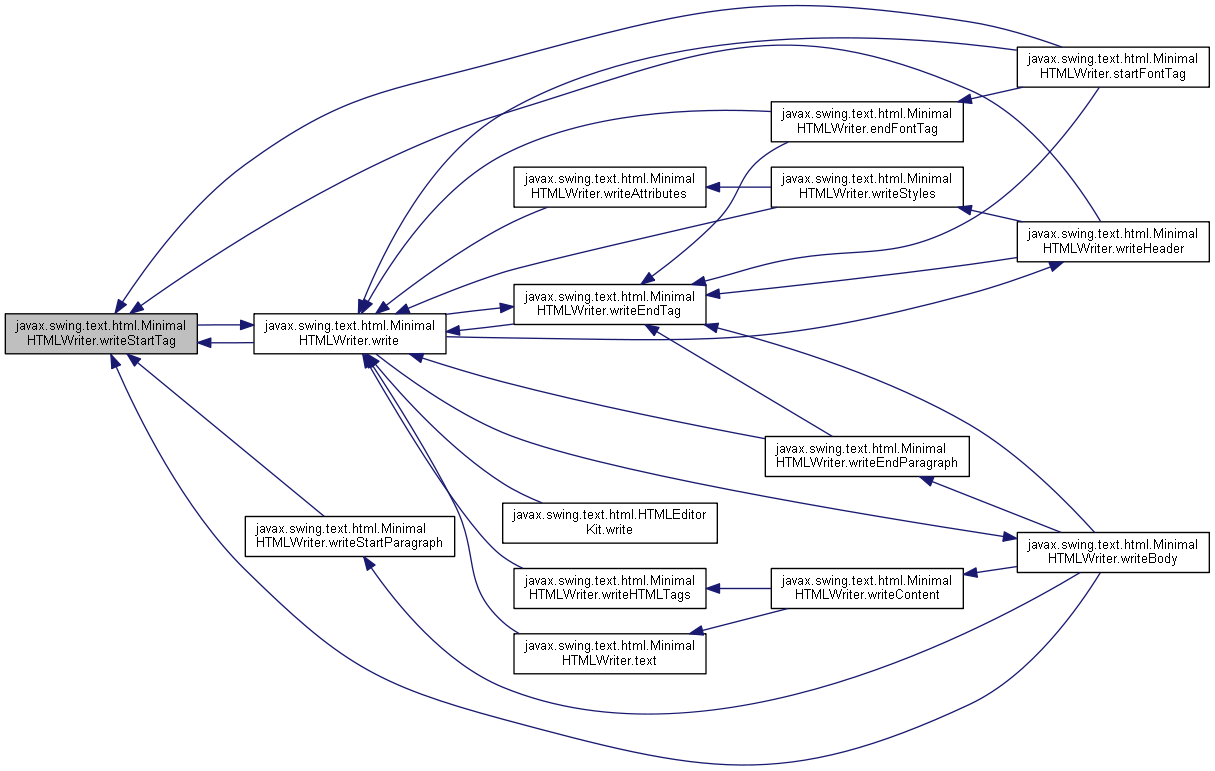 javax.swing.text.html.Minimal
HTMLWriter.startFontTag
javax.swing.text.html.Minimal
HTMLWriter.endFontTag
javax.swing.text.html.Minimal
HTMLWriter.writeAttributes
javax.swing.text.html.Minimal
HTMLWriter.writeStyles
javax.swing.text.html.Minimal
HTMLWriter.writeHeader
javax.swing.text.html.Minimal
HTMLWriter.writeEndTag
javax.swing.text.html.Minimal
HTMLWriter.writeStartTag
javax.swing.text.html.Minimal
HTMLWriter.write
javax.swing.text.html.Minimal
HTMLWriter.writeEndParagraph
javax.swing.text.html.HTMLEditor
Kit.write
javax.swing.text.html.Minimal
HTMLWriter.writeStartParagraph
javax.swing.text.html.Minimal
HTMLWriter.writeBody
javax.swing.text.html.Minimal
HTMLWriter.writeHTMLTags
javax.swing.text.html.Minimal
HTMLWriter.writeContent
javax.swing.text.html.Minimal
HTMLWriter.text